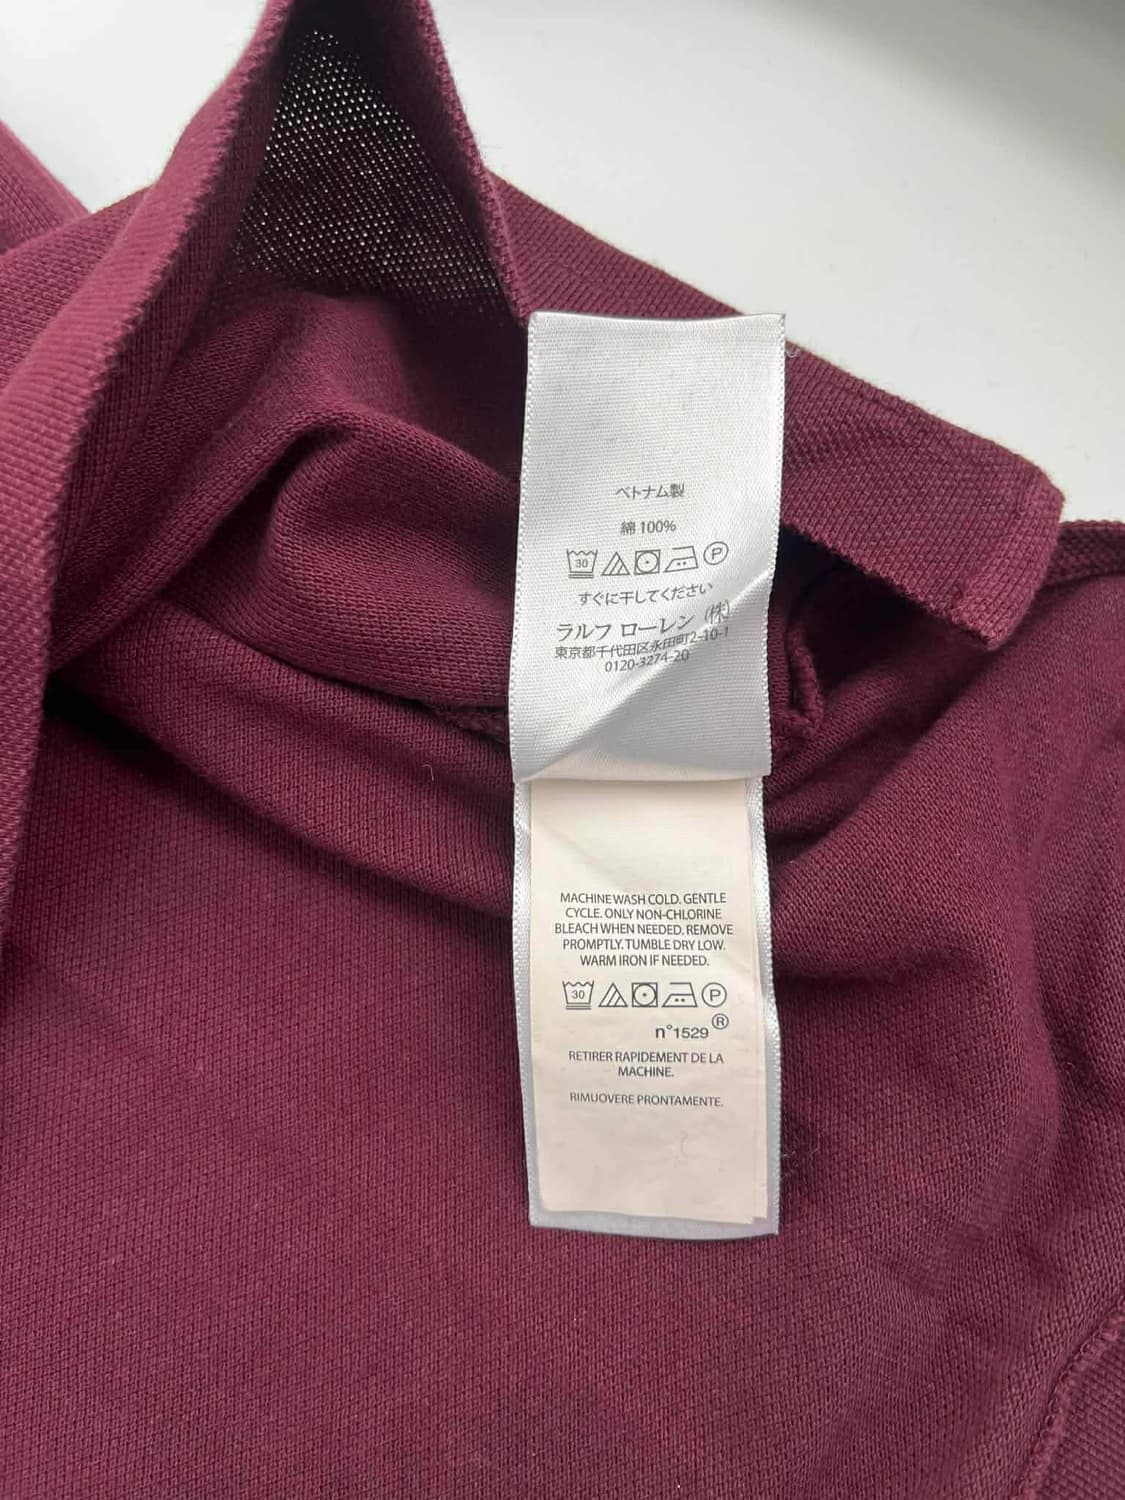 ベトナム製
綿 100%
30 P
すぐに干してください
ラルフ ローレン (株)
東京都千代田区永田町2-10-1
0120-3274-20
MACHINE WASH COLD. GENTLE
CYCLE. ONLY NON-CHLORINE
BLEACH WHEN NEEDED. REMOVE
PROMPTLY. TUMBLE DRY LOW.
WARM IRON IF NEEDED.
30 P
n°1529 ®
RETIRER RAPIDEMENT DE LA
MACHINE.
RIMUOVERE PRONTAMENTE.